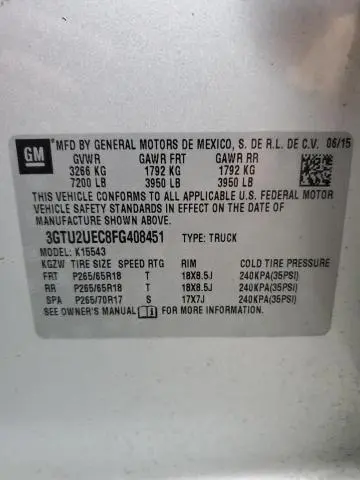 GM
MFD BY GENERAL MOTORS DE MEXICO, S. DE R.L. DE C.V. 06/15
GVWR GAWR FRT GAWR RR
3266 KG 1792 KG 1792 KG
7200 LB 3950 LB 3950 LB
THIS VEHICLE CONFORMS TO ALL APPLICABLE U.S. FEDERAL MOTOR
VEHICLE SAFETY STANDARDS IN EFFECT ON THE DATE OF
MANUFACTURE SHOWN ABOVE.
3GTU2UEC8FG408451 TYPE: TRUCK
MODEL: K15543
KGZW TIRE SIZE SPEED RTG RIM COLD TIRE PRESSURE
FRT P265/65R18 T 18X8.5J 240KPA(35PSI)
RR P265/65R18 T 18X8.5J 240KPA(35PSI)
SPA P265/70R17 S 17X7J 240KPA(35PSI)
SEE OWNER'S MANUAL FOR MORE INFORMATION.